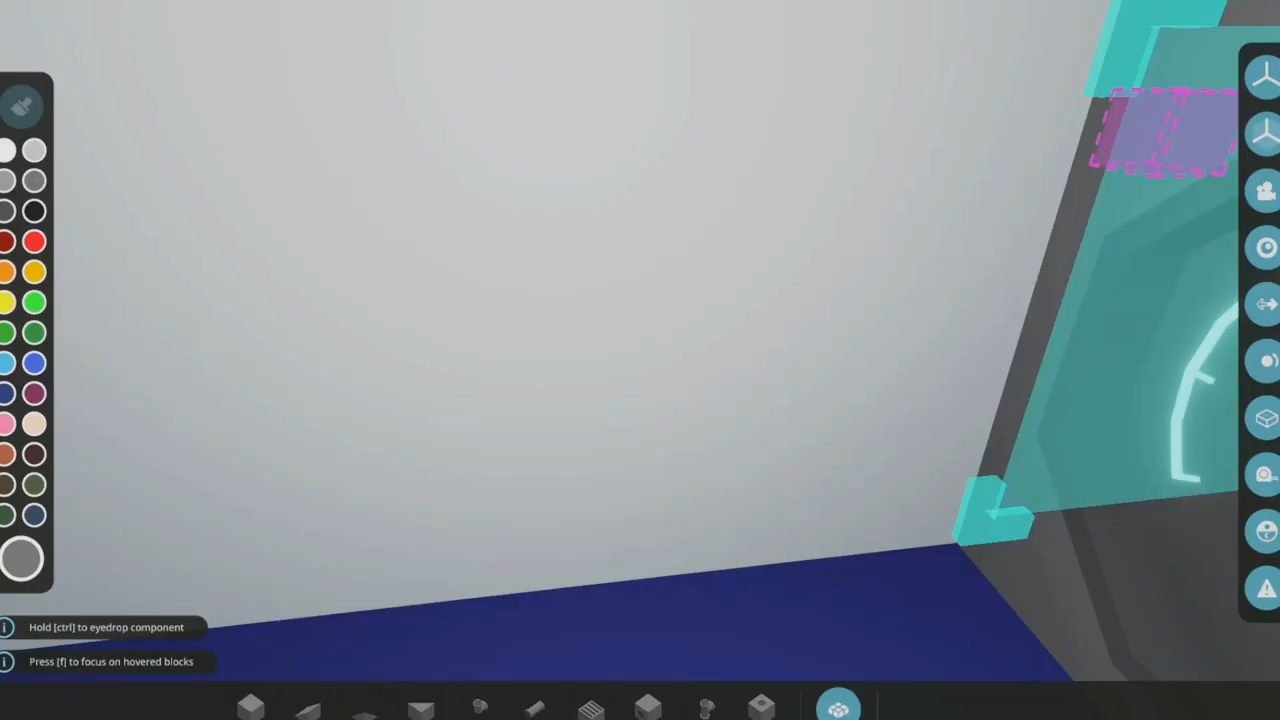 Hold [ctrl] to eyedrop component
Press [f] to focus on hovered blocks